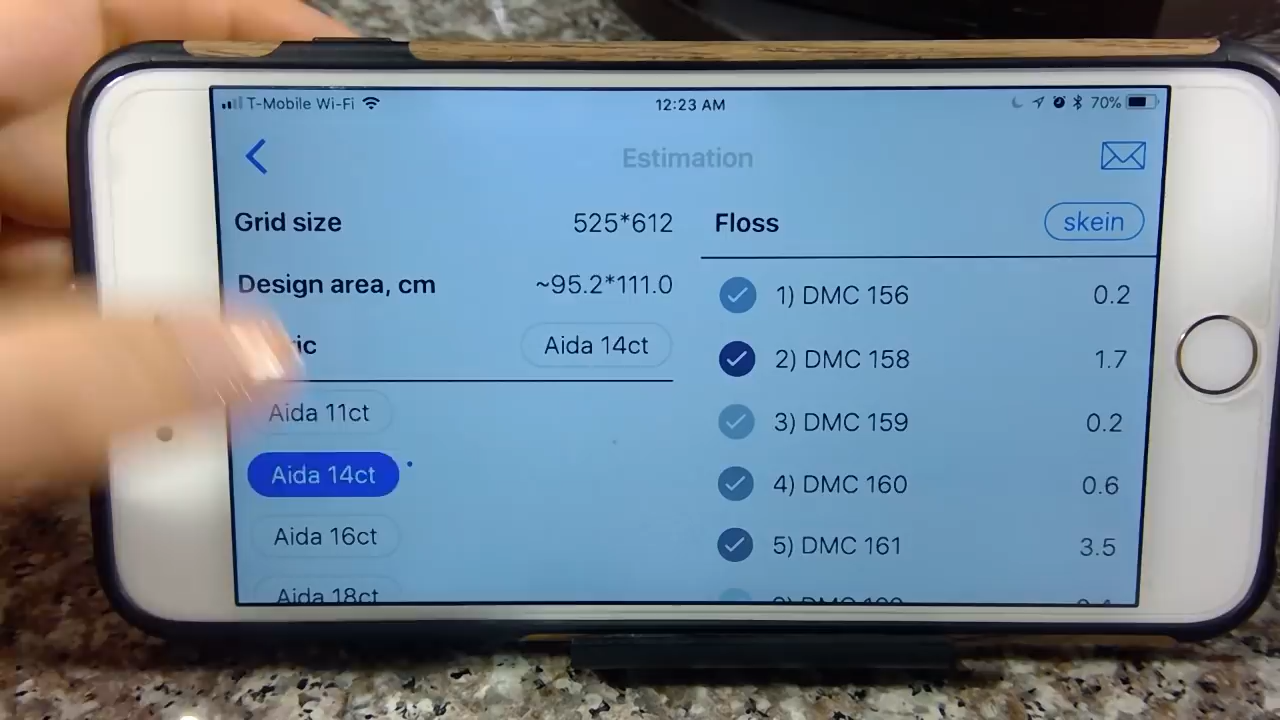 T-Mobile Wi-Fi 12:23 AM 70%
Estimation
Grid size 525*612
Design area, cm ~95.2*111.0
Aida 14ct
Aida 11ct
Aida 14ct
Aida 16ct
Aida 18ct
Floss skein
1) DMC 156 0.2
2) DMC 158 1.7
3) DMC 159 0.2
4) DMC 160 0.6
5) DMC 161 3.5